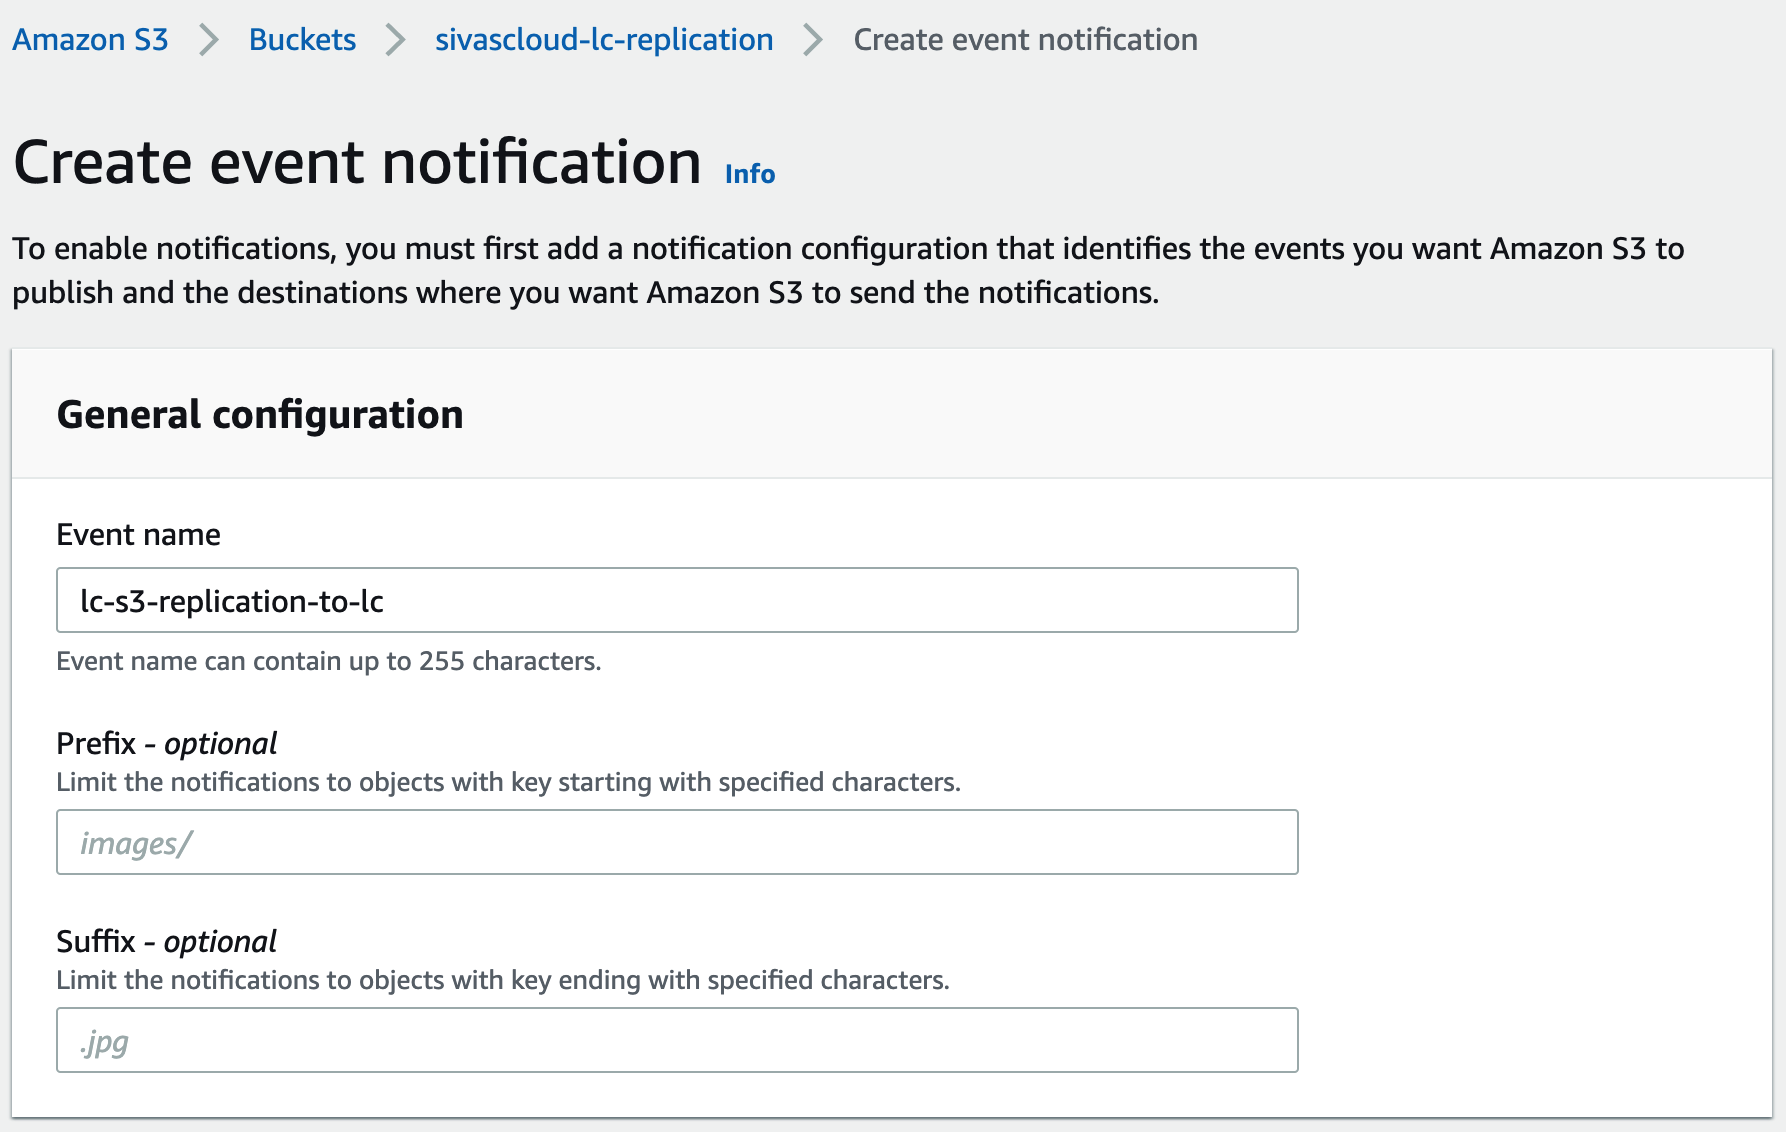 Amazon S3 > Buckets > sivascloud-lc-replication > Create event notification
Create event notification Info
To enable notifications, you must first add a notification configuration that identifies the events you want Amazon S3 to
publish and the destinations where you want Amazon S3 to send the notifications.
General configuration
Event name
lc-s3-replication-to-lc
Event name can contain up to 255 characters.
Prefix - optional
Limit the notifications to objects with key starting with specified characters.
images/
Suffix - optional
Limit the notifications to objects with key ending with specified characters.
.jpg